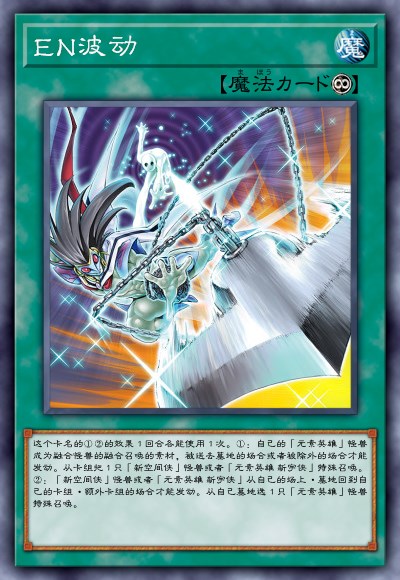 EN波动
魔
【魔法カード】
まほう
这个卡名的①②的效果1回合各能使用1次。①：自己的「元素英雄」怪兽
成为融合怪兽的融合召唤的素材，被送去墓地的场合或者被除外的场合才能
发动。从卡组把1只「新空间侠」怪兽或者「元素英雄 新宇侠」特殊召唤。
②：「新空间侠」怪兽或者「元素英雄 新宇侠」从自己的场上・墓地回到自
己的卡组・额外卡组的场合才能发动。从自己墓地选1只「元素英雄」怪兽
特殊召唤。